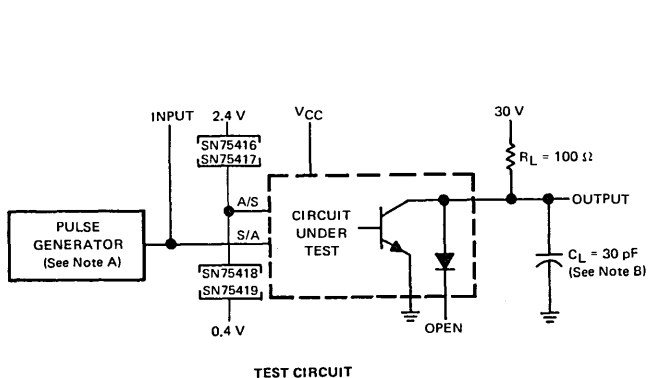 INPUT
2.4 V
VCC
30 V
SN75416
SN75417
RL = 100 Ω
A/S
OUTPUT
PULSE
GENERATOR
(See Note A)
S/A
CIRCUIT
UNDER
TEST
CL = 30 pF
(See Note B)
SN75418
SN75419
0.4 V
OPEN
TEST CIRCUIT